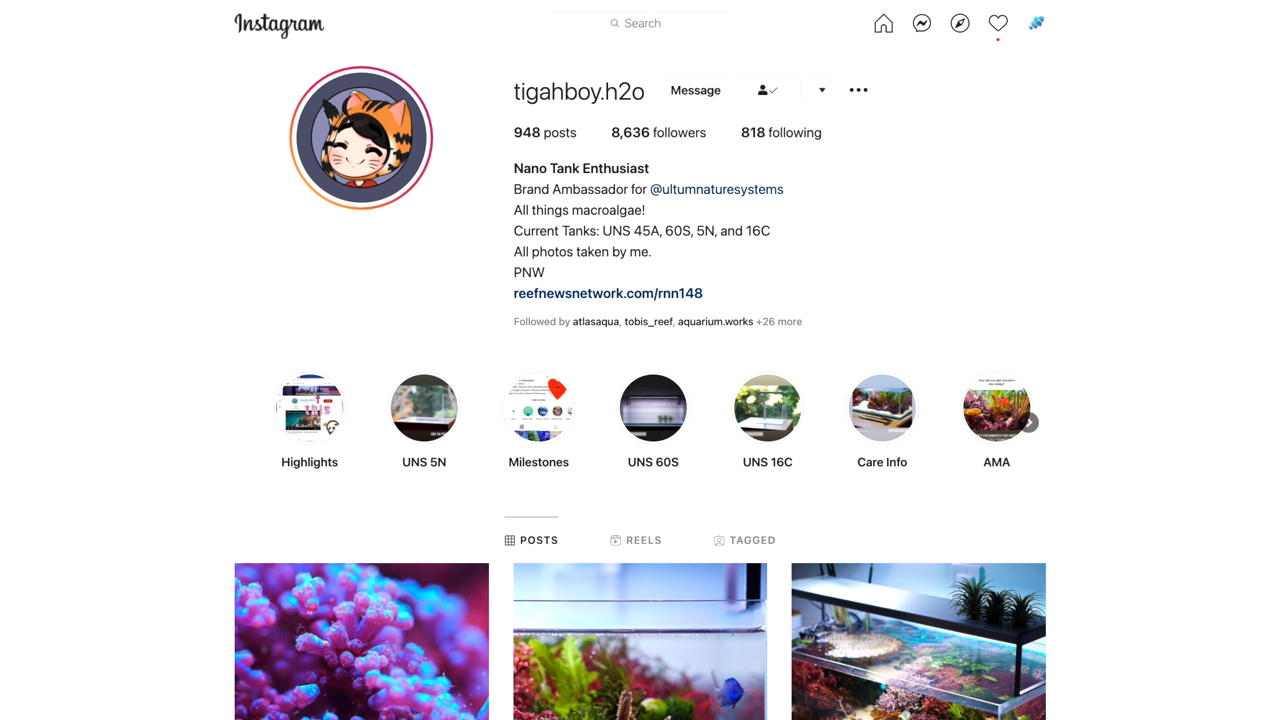 Instagram
Search
tigahboy.h2o
Message
948 posts
8,636 followers
818 following
Nano Tank Enthusiast
Brand Ambassador for @ultumnaturesystems
All things macroalgae!
Current Tanks: UNS 45A, 60S, 5N, and 16C
All photos taken by me.
PNW
reefnewsnetwork.com/rnn148
Followed by atlasaqua, tobis_reef, aquarium.works +26 more
Highlights
UNS 5N
Milestones
UNS 60S
UNS 16C
Care Info
AMA
POSTS
REELS
TAGGED